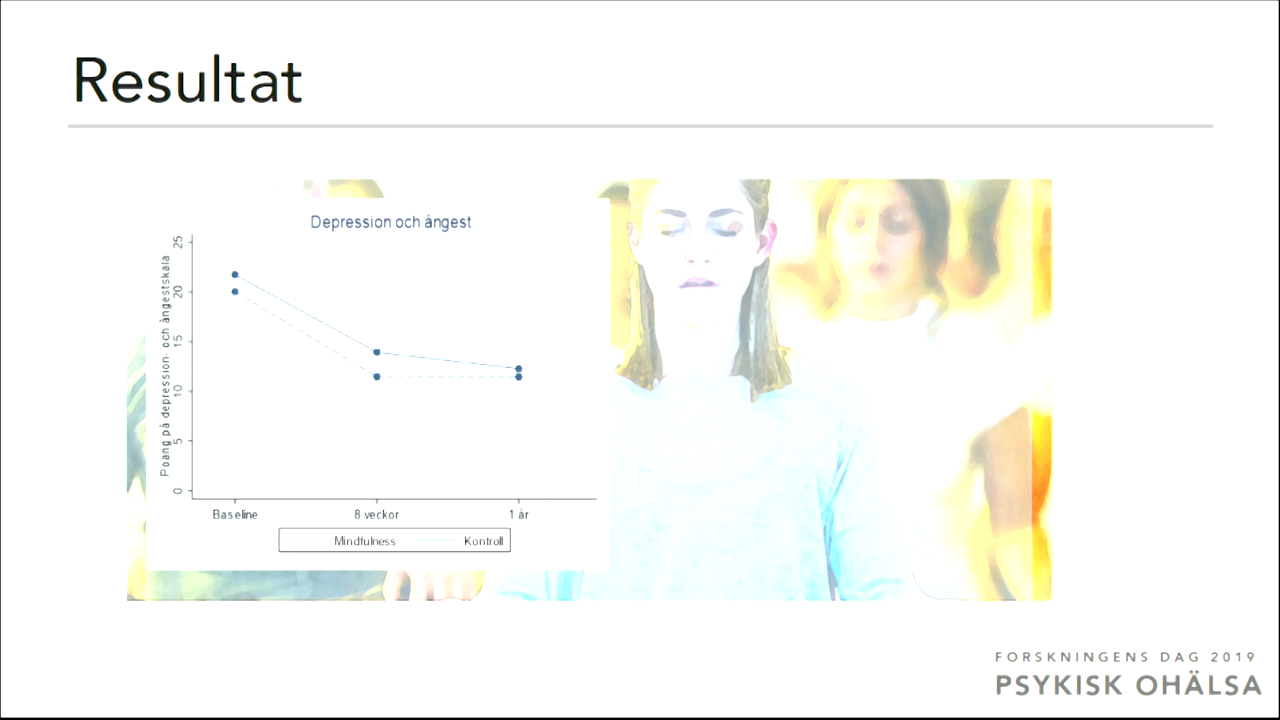 Resultat
Depression och ångest
Poäng på depression- och ångestskala
25
20
15
10
5
0
Baseline 8 veckor 1 år
Mindfulness Kontroll
FORSKNINGENS DAG 2019
PSYKISK OHÄLSA